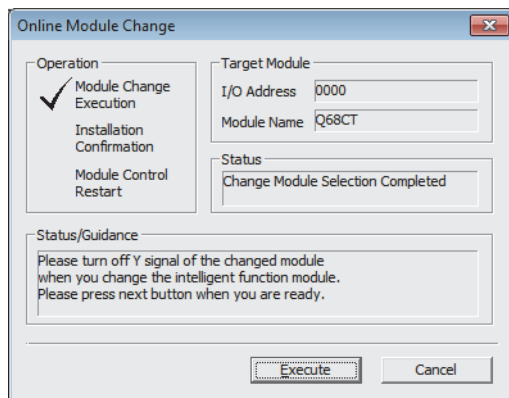 Online Module Change
Operation
Module Change
Execution
Installation
Confirmation
Module Control
Restart
Target Module
I/O Address 0000
Module Name Q68CT
Status
Change Module Selection Completed
Status/Guidance
Please turn off Y signal of the changed module
when you change the intelligent function module.
Please press next button when you are ready.
Execute Cancel